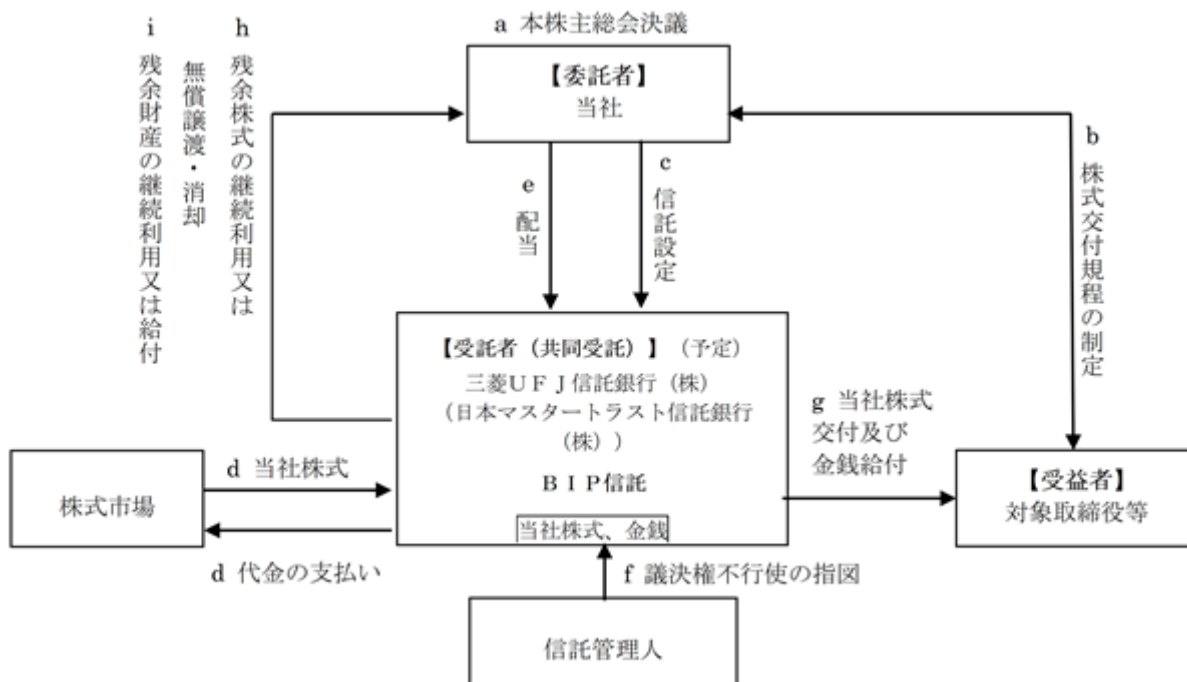 a 本株主総会決議
【委託者】
当社
i 残余財産の継続利用又は給付
h 残余株式の継続利用又は
無償譲渡・消却
e 配当
c 信託設定
b 株式交付規程の制定
【受託者（共同受託）】（予定）
三菱ＵＦＪ信託銀行（株）
（日本マスタートラスト信託銀行
（株））
ＢＩＰ信託
当社株式、金銭
株式市場
d 当社株式
d 代金の支払い
g 当社株式
交付及び
金銭給付
【受益者】
対象取締役等
f 議決権不行使の指図
信託管理人